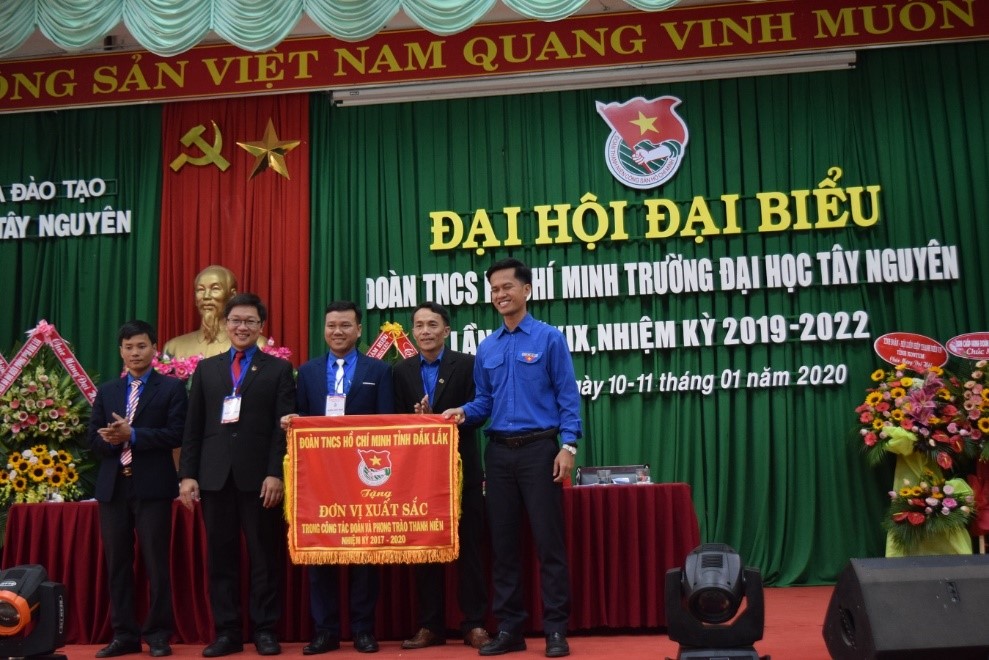 ỘNG SẢN VIỆT NAM QUANG VINH MUÔN
A ĐÀO TẠO
TÂY NGUYÊN
ĐẠI HỘI ĐẠI BIỂU
ĐOÀN TNCS HỒ CHÍ MINH TRƯỜNG ĐẠI HỌC TÂY NGUYÊN
LẦN XIX, NHIỆM KỲ 2019-2022
gày 10-11 tháng 01 năm 2020
ĐOÀN TNCS HỒ CHÍ MINH TỈNH ĐẮK LẮK
Tặng
ĐƠN VỊ XUẤT SẮC
TRONG CÔNG TÁC ĐOÀN VÀ PHONG TRÀO THANH NIÊN
NHIỆM KỲ 2017 - 2020